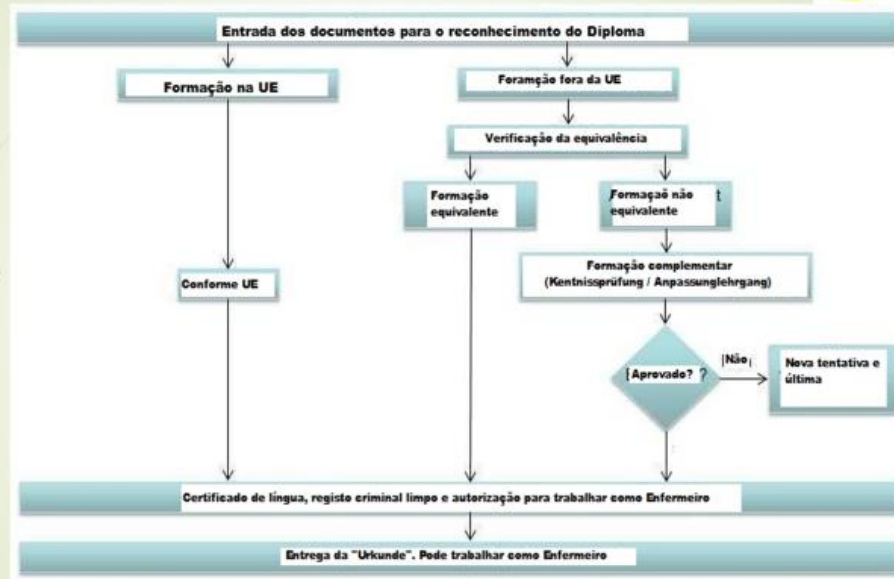 Entrada dos documentos para o reconhecimento do Diploma
Formação na UE
Foramção fora da UE
Verificação da equivalência
Formação
equivalente
Formaçaõ não
equivalente
Formação complementar
(Kentnissprüfung / Anpassunglehrgang)
Conforme UE
Aprovado? ?
Não
Nova tentativa e
última
Certificado de língua, registo criminal limpo e autorização para trabalhar como Enfermeiro
Entrega da "Urkunde". Pode trabalhar como Enfermeiro